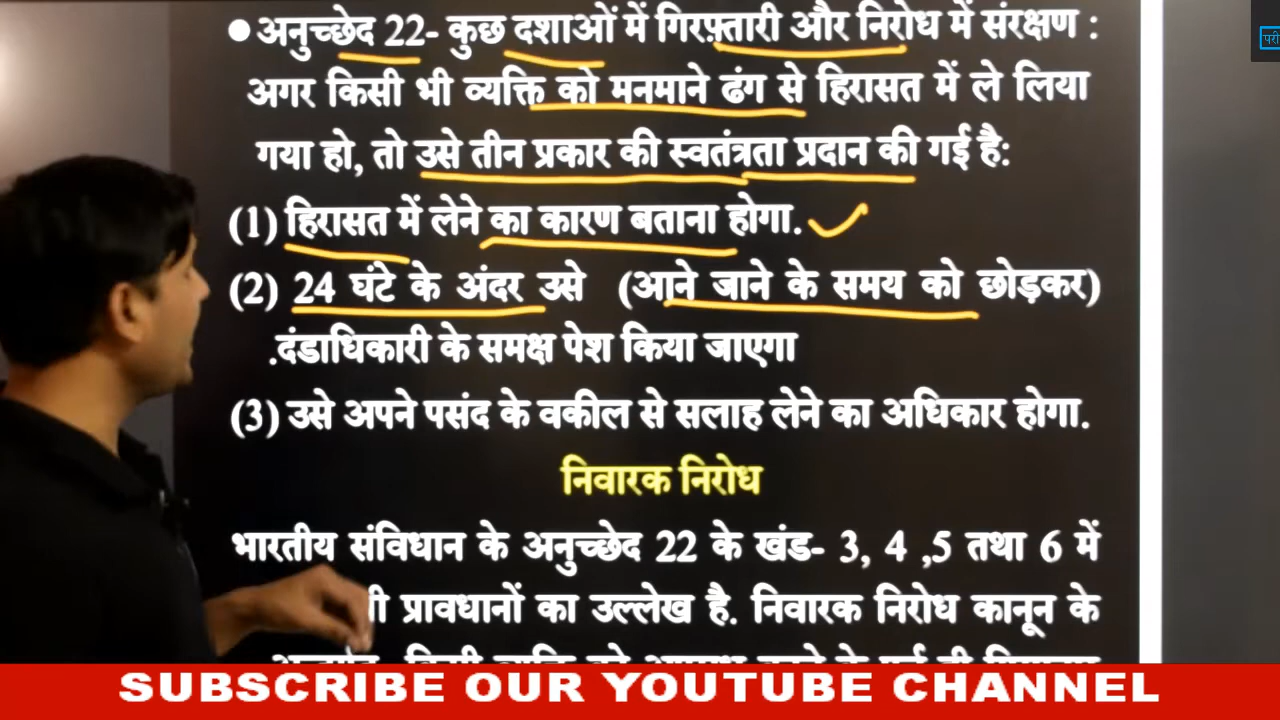 ● अनुच्छेद 22- कुछ दशाओं में गिरफ़्तारी और निरोध में संरक्षण :
अगर किसी भी व्यक्ति को मनमाने ढंग से हिरासत में ले लिया
गया हो, तो उसे तीन प्रकार की स्वतंत्रता प्रदान की गई है:
(1) हिरासत में लेने का कारण बताना होगा.
(2) 24 घंटे के अंदर उसे (आने जाने के समय को छोड़कर)
.दंडाधिकारी के समक्ष पेश किया जाएगा
(3) उसे अपने पसंद के वकील से सलाह लेने का अधिकार होगा.
निवारक निरोध
भारतीय संविधान के अनुच्छेद 22 के खंड- 3, 4 ,5 तथा 6 में
प्रावधानों का उल्लेख है. निवारक निरोध कानून के
SUBSCRIBE OUR YOUTUBE CHANNEL